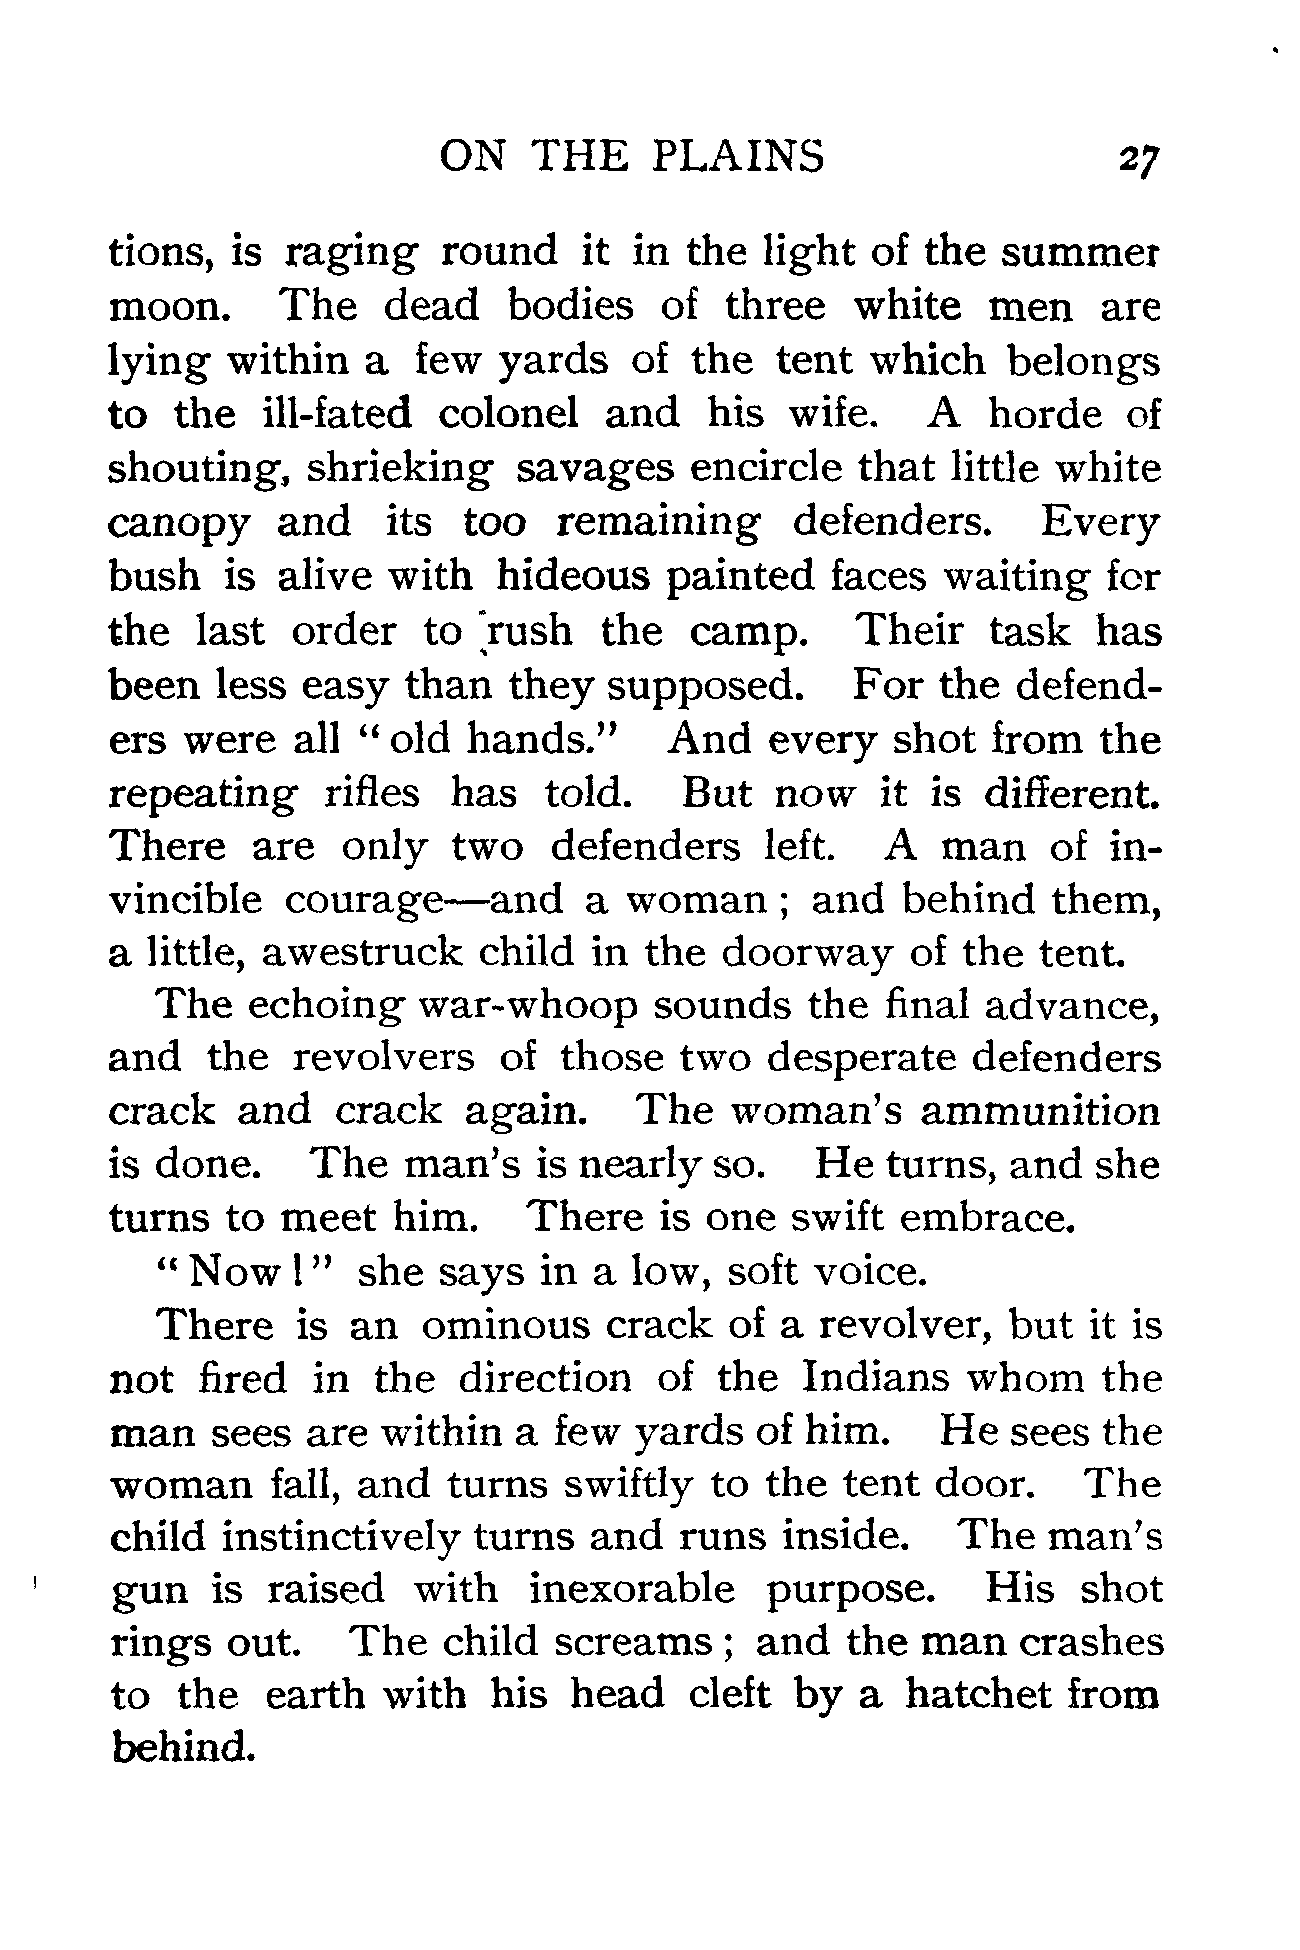 ON THE PLAINS 27
tions, is raging round it in the light of the summer
moon. The dead bodies of three white men are
lying within a few yards of the tent which belongs
to the ill-fated colonel and his wife. A horde of
shouting, shrieking savages encircle that little white
canopy and its too remaining defenders. Every
bush is alive with hideous painted faces waiting for
the last order to rush the camp. Their task has
been less easy than they supposed. For the defend-
ers were all “ old hands.” And every shot from the
repeating rifles has told. But now it is different.
There are only two defenders left. A man of in-
vincible courage—and a woman ; and behind them,
a little, awestruck child in the doorway of the tent.
The echoing war-whoop sounds the final advance,
and the revolvers of those two desperate defenders
crack and crack again. The woman’s ammunition
is done. The man’s is nearly so. He turns, and she
turns to meet him. There is one swift embrace.
“ Now ! ” she says in a low, soft voice.
There is an ominous crack of a revolver, but it is
not fired in the direction of the Indians whom the
man sees are within a few yards of him. He sees the
woman fall, and turns swiftly to the tent door. The
child instinctively turns and runs inside. The man’s
gun is raised with inexorable purpose. His shot
rings out. The child screams ; and the man crashes
to the earth with his head cleft by a hatchet from
behind.